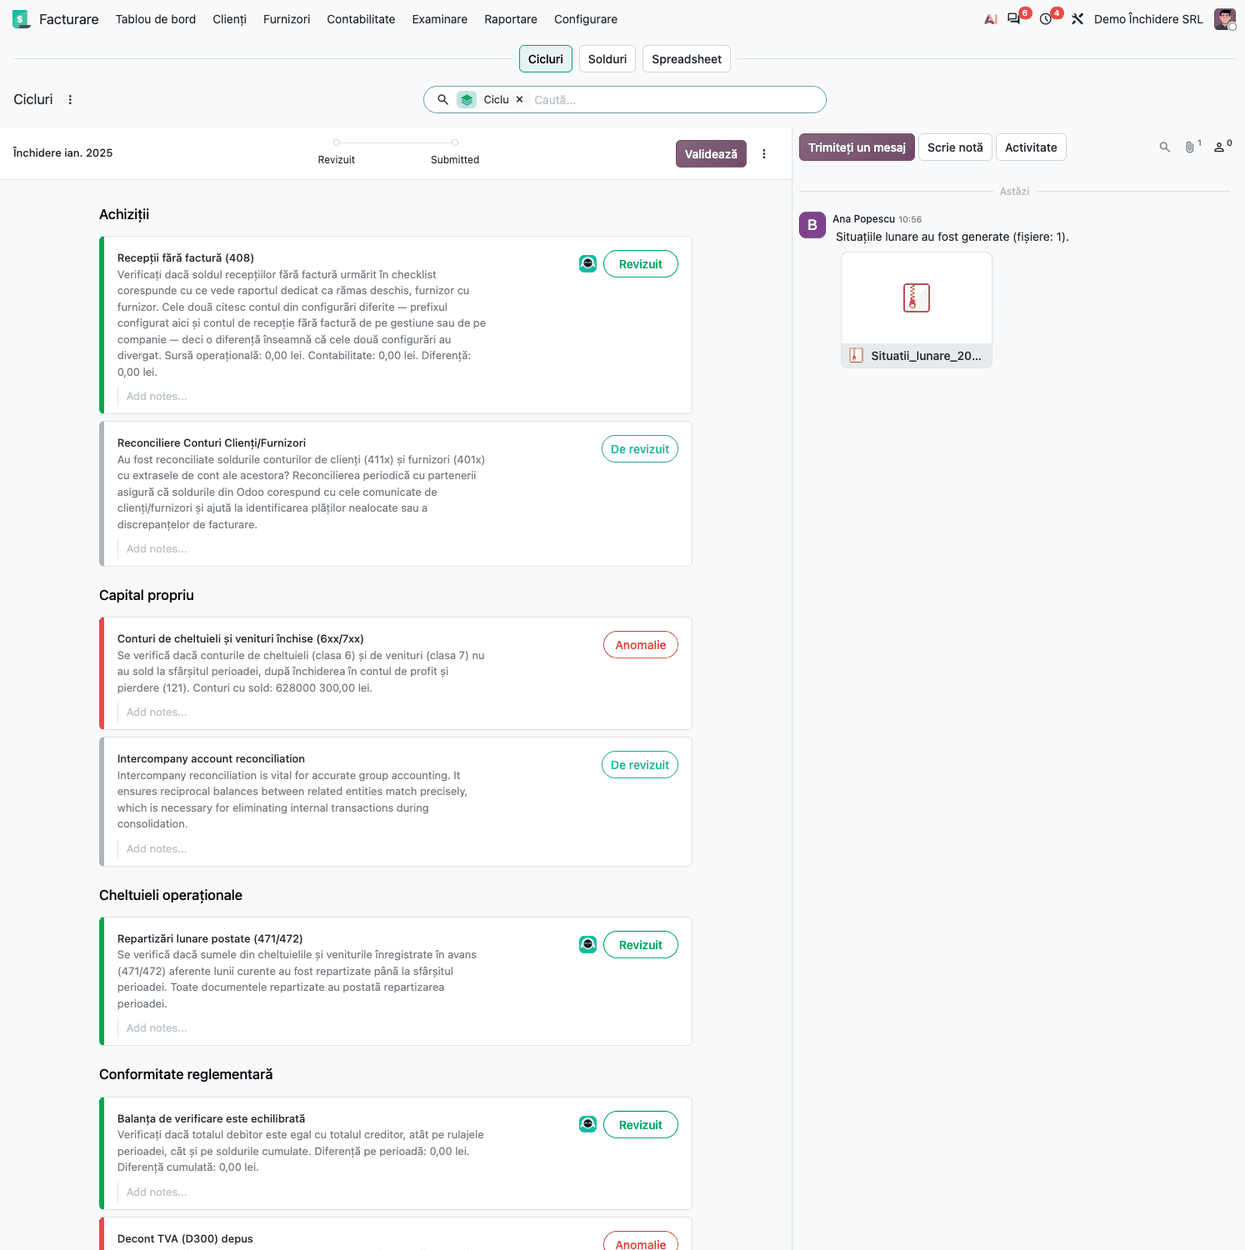 Facturare Tablou de bord Clienți Furnizori Contabilitate Examinare Raportare Configurare AI 6 4 Demo Închidere SRL
Cicluri Solduri Spreadsheet
Cicluri Ciclu Caută...
Închidere ian. 2025
Revizuit Submitted
Validează
Achiziții
Recepții fără factură (408)
Revizuit
Verificați dacă soldul recepțiilor fără factură urmărit în checklist
corespunde cu ce vede raportul dedicat ca rămas deschis, furnizor cu
furnizor. Cele două citesc contul din configurări diferite — prefixul
configurat aici și contul de recepție fără factură de pe gestiune sau de pe
companie — deci o diferență înseamnă că cele două configurări au
divergat. Sursă operațională: 0,00 lei. Contabilitate: 0,00 lei. Diferență:
0,00 lei.
Add notes...
Reconciliere Conturi Clienți/Furnizori
De revizuit
Au fost reconciliate soldurile conturilor de clienți (411x) și furnizori (401x)
cu extrasele de cont ale acestora? Reconcilierea periodică cu partenerii
asigură că soldurile din Odoo corespund cu cele comunicate de
clienți/furnizori și ajută la identificarea plăților nealocate sau a
discrepanțelor de facturare.
Add notes...
Capital propriu
Conturi de cheltuieli și venituri închise (6xx/7xx)
Anomalie
Se verifică dacă conturile de cheltuieli (clasa 6) și de venituri (clasa 7) nu
au sold la sfârșitul perioadei, după închiderea în contul de profit și
pierdere (121). Conturi cu sold: 628000 300,00 lei.
Add notes...
Intercompany account reconciliation
De revizuit
Intercompany reconciliation is vital for accurate group accounting. It
ensures reciprocal balances between related entities match precisely,
which is necessary for eliminating internal transactions during
consolidation.
Add notes...
Cheltuieli operaționale
Repartizări lunare postate (471/472)
Revizuit
Se verifică dacă sumele din cheltuielile și veniturile înregistrate în avans
(471/472) aferente lunii curente au fost repartizate până la sfârșitul
perioadei. Toate documentele repartizate au postată repartizarea
perioadei.
Add notes...
Conformitate reglementară
Balanța de verificare este echilibrată
Revizuit
Verificați dacă totalul debitor este egal cu totalul creditor, atât pe rulajele
perioadei, cât și pe soldurile cumulate. Diferență pe perioadă: 0,00 lei.
Diferență cumulată: 0,00 lei.
Add notes...
Decont TVA (D300) depus
Anomalie
Trimiteți un mesaj Scrie notă Activitate 1 0
Astăzi
B
Ana Popescu 10:56
Situațiile lunare au fost generate (fișiere: 1).
Situatii_lunare_20...